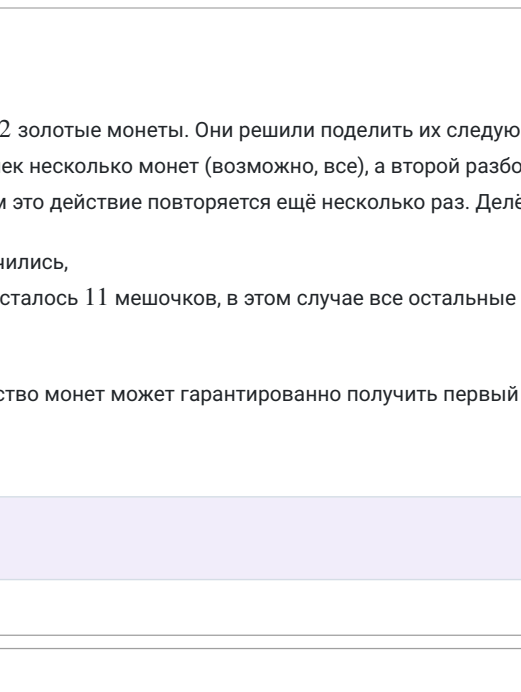 2 золотые монеты. Они решили поделить их следую
ек несколько монет (возможно, все), а второй разбо
м это действие повторяется ещё несколько раз. Делё
чились,
сталось 11 мешочков, в этом случае все остальные
ство монет может гарантированно получить первый